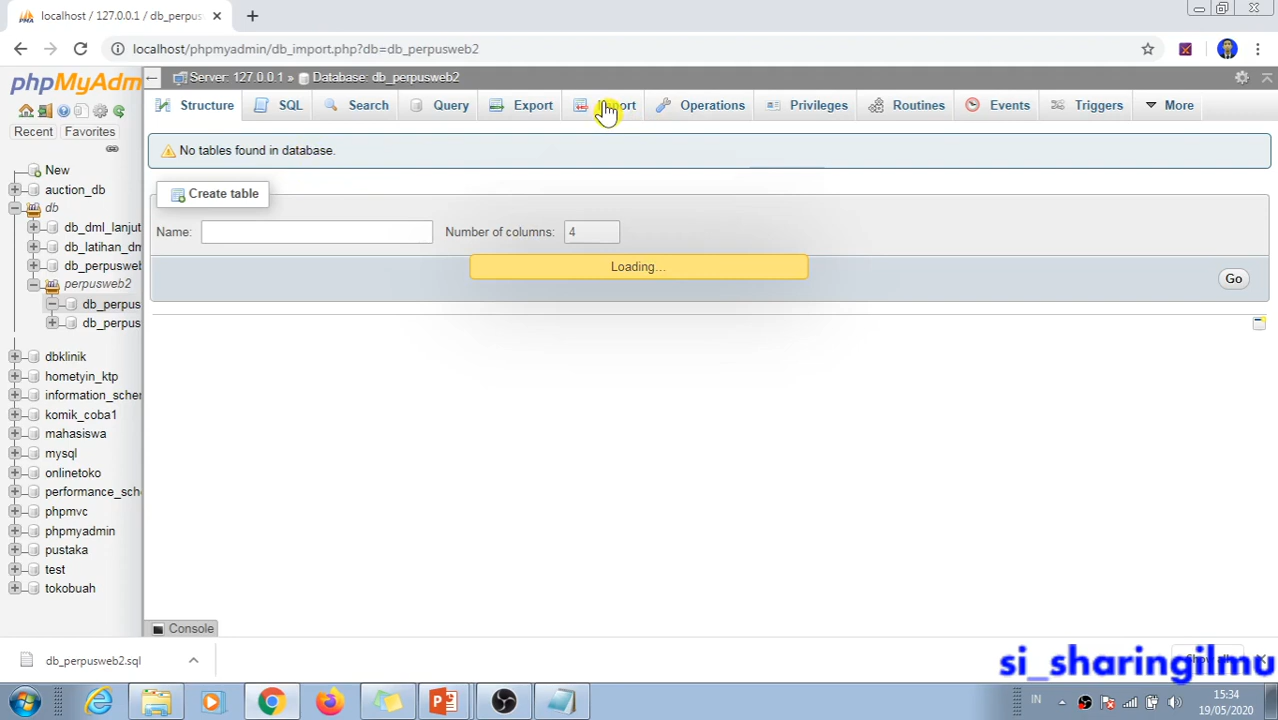 localhost / 127.0.0.1 / db_perpus
localhost/phpmyadmin/db_import.php?db=db_perpusweb2
phpMyAdm
Server: 127.0.0.1 » Database: db_perpusweb2
Structure SQL Search Query Export Import Operations Privileges Routines Events Triggers More
Recent Favorites
No tables found in database.
New
auction_db
db
db_dml_lanjut
db_latihan_dm
db_perpusweb
perpusweb2
db_perpus
db_perpus
dbklinik
hometyin_ktp
information_schem
komik_coba1
mahasiswa
mysql
onlinetoko
performance_sche
phpmvc
phpmyadmin
pustaka
test
tokobuah
Create table
Name: Number of columns: 4
Loading...
Go
Console
db_perpusweb2.sql
si_sharingilmu
IN
15:34
19/05/2020